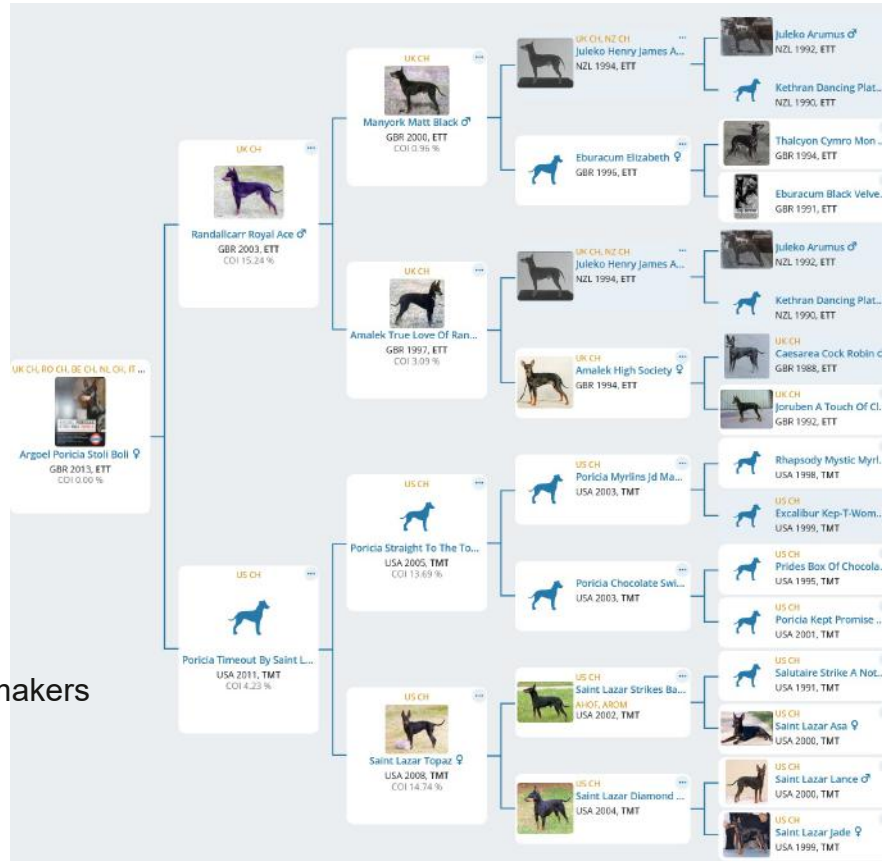 UK CH, RO CH, BE CH, NL CH, IT ...
Argoel Poricia Stoli Boli ♀
GBR 2013, ETT
COI 0.00 %
UK CH
Randallcarr Royal Ace ♂
GBR 2003, ETT
COI 15.24 %
US CH
Poricia Timeout By Saint L...
USA 2011, TMT
COI 4.23 %
makers
UK CH
Manyork Matt Black ♂
GBR 2000, ETT
COI 0.96 %
UK CH
Amalek True Love Of Ran...
GBR 1997, ETT
COI 3.09 %
US CH
Poricia Straight To The To...
USA 2005, TMT
COI 13.69 %
US CH
Saint Lazar Topaz ♀
USA 2008, TMT
COI 14.74 %
UK CH, NZ CH
Juleko Henry James A...
NZL 1994, ETT
Eburacum Elizabeth ♀
GBR 1996, ETT
UK CH, NZ CH
Juleko Henry James A...
NZL 1994, ETT
UK CH
Amalek High Society ♀
GBR 1994, ETT
US CH
Poricia Myrlins Jd Ma...
USA 2003, TMT
Poricia Chocolate Swi...
USA 2003, TMT
US CH
Saint Lazar Strikes Ba...
AHOF, AROM
USA 2002, TMT
US CH
Saint Lazar Diamond ...
USA 2004, TMT
Juleko Arumus ♂
NZL 1992, ETT
Kethran Dancing Plat...
NZL 1990, ETT
Thalcyon Cymro Mon ...
GBR 1994, ETT
Eburacum Black Velve...
GBR 1991, ETT
Juleko Arumus ♂
NZL 1992, ETT
Kethran Dancing Plat...
NZL 1990, ETT
UK CH
Caesarea Cock Robin
GBR 1988, ETT
UK CH
Joruben A Touch Of Cl...
GBR 1992, ETT
Rhapsody Mystic Myrl...
USA 1998, TMT
US CH
Excalibur Kep-T-Wom...
USA 1999, TMT
US CH
Prides Box Of Chocola...
USA 1995, TMT
US CH
Poricia Kept Promise ...
USA 2001, TMT
US CH
Salutaire Strike A Not...
USA 1991, TMT
US CH
Saint Lazar Asa ♀
USA 2000, TMT
US CH
Saint Lazar Lance ♂
USA 2000, TMT
US CH
Saint Lazar Jade ♀
USA 1999, TMT